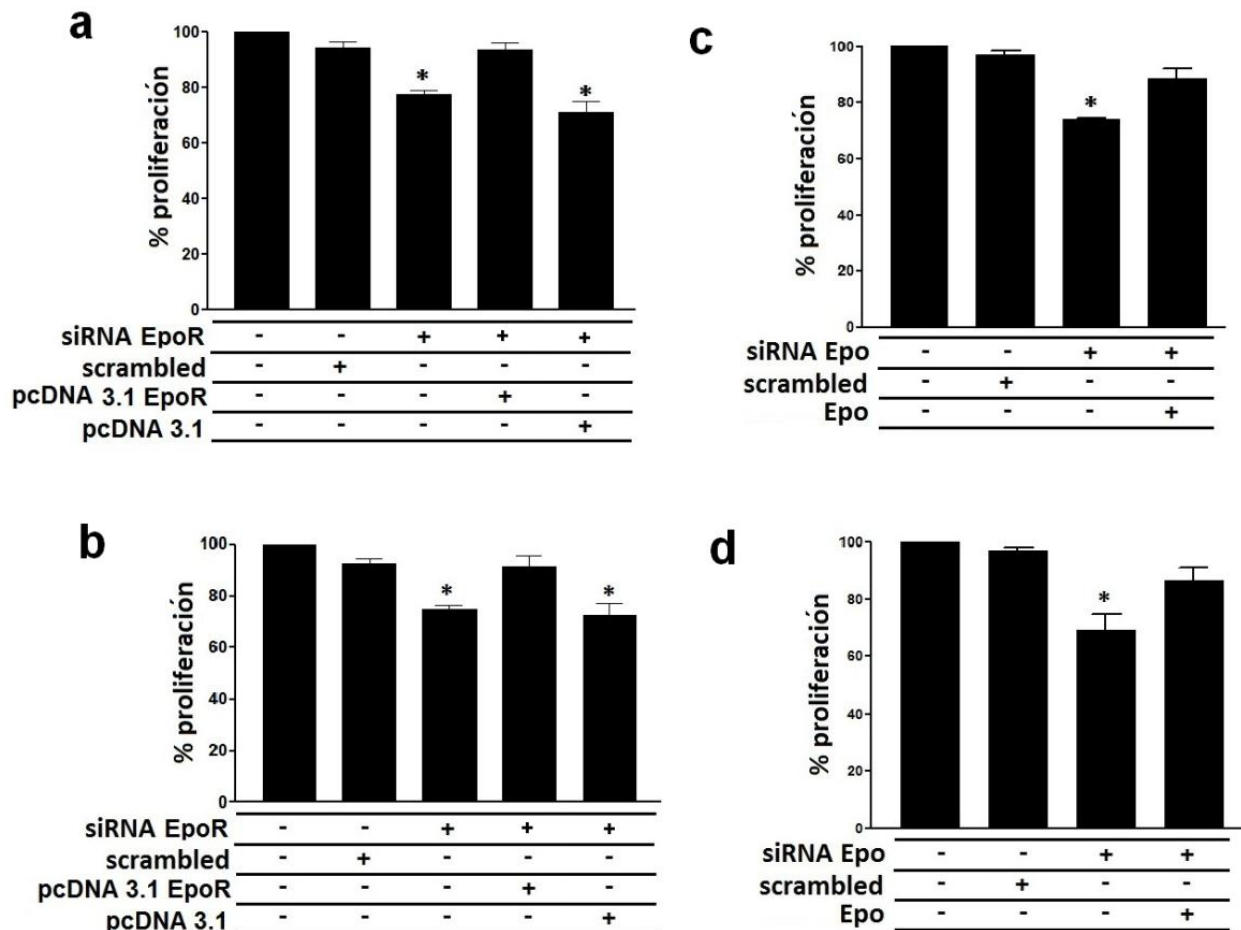 a
% proliferación
100
80
60
40
20
0
* *
siRNA EpoR - - + + +
scrambled - + - - -
pcDNA 3.1 EpoR - - - + -
pcDNA 3.1 - - - - +
c
% proliferación
100
80
60
40
20
0
*
siRNA Epo - - + +
scrambled - + - -
Epo - - - +
b
% proliferación
100
80
60
40
20
0
* *
siRNA EpoR - - + + +
scrambled - + - - -
pcDNA 3.1 EpoR - - - + -
pcDNA 3.1 - - - - +
d
% proliferación
100
80
60
40
20
0
*
siRNA Epo - - + +
scrambled - + - -
Epo - - - +